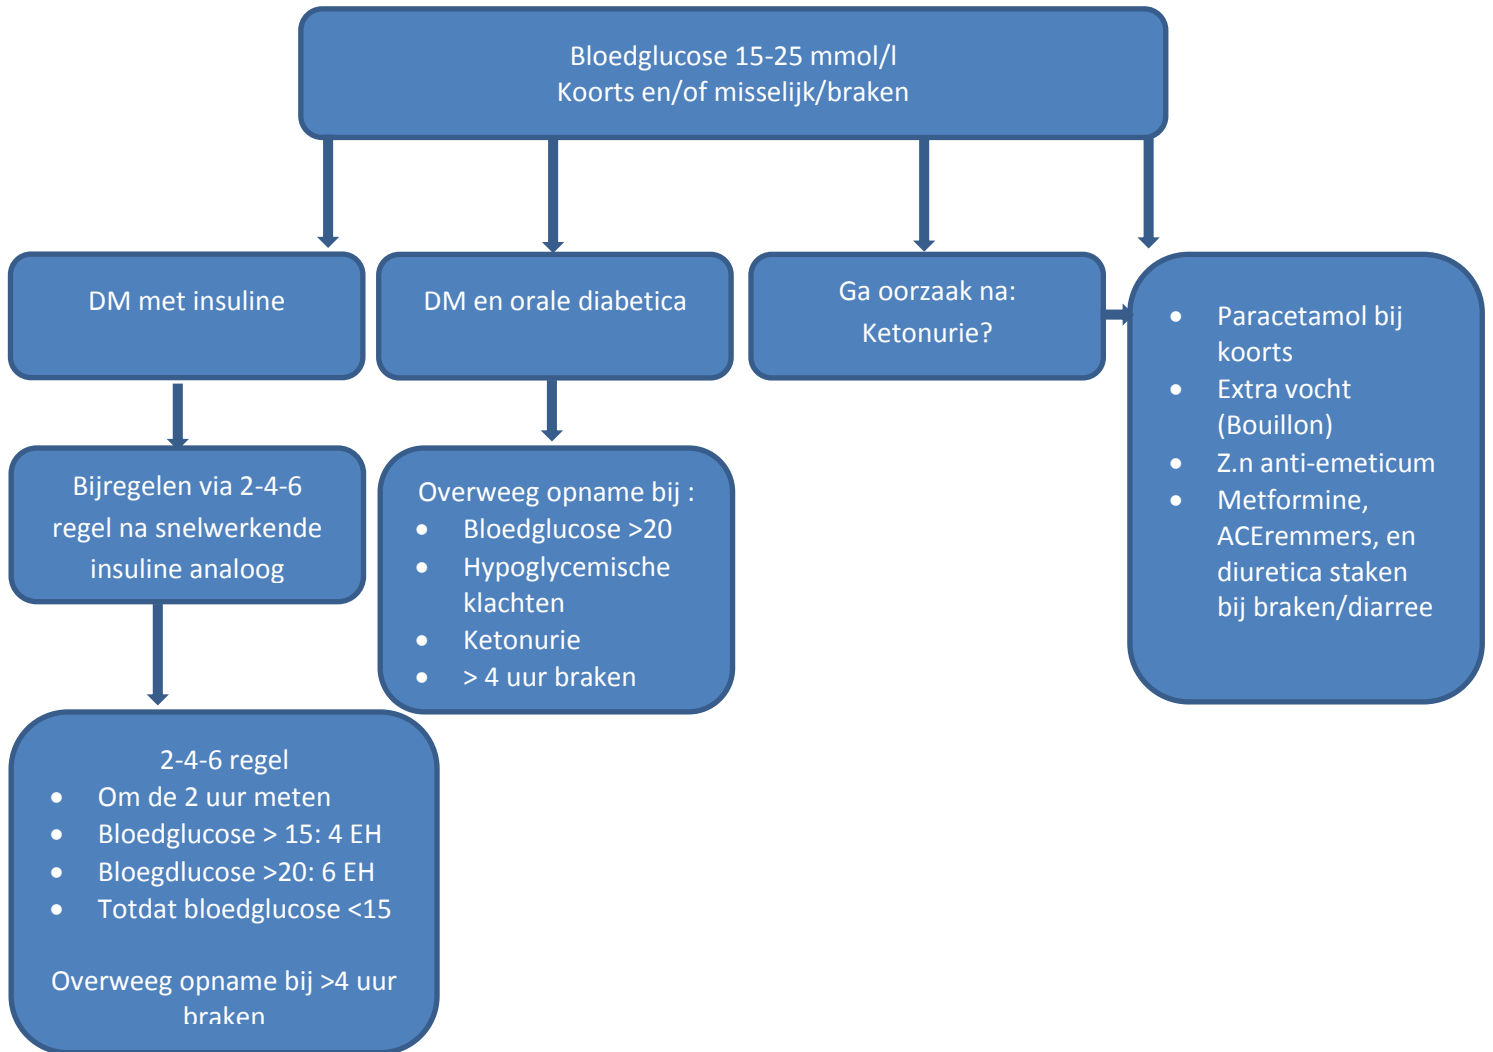 Bloedglucose 15-25 mmol/l
Koorts en/of misselijk/braken
DM met insuline
DM en orale diabetica
Ga oorzaak na:
Ketonurie?
• Paracetamol bij
koorts
• Extra vocht
(Bouillon)
• Z.n anti-emeticum
• Metformine,
ACEremmers, en
diuretica staken
bij braken/diarree
Bijregelen via 2-4-6
regel na snelwerkende
insuline analoog
Overweeg opname bij :
• Bloedglucose >20
• Hypoglycemische
klachten
• Ketonurie
• > 4 uur braken
2-4-6 regel
• Om de 2 uur meten
• Bloedglucose > 15: 4 EH
• Bloegdlucose >20: 6 EH
• Totdat bloedglucose <15
Overweeg opname bij >4 uur
braken